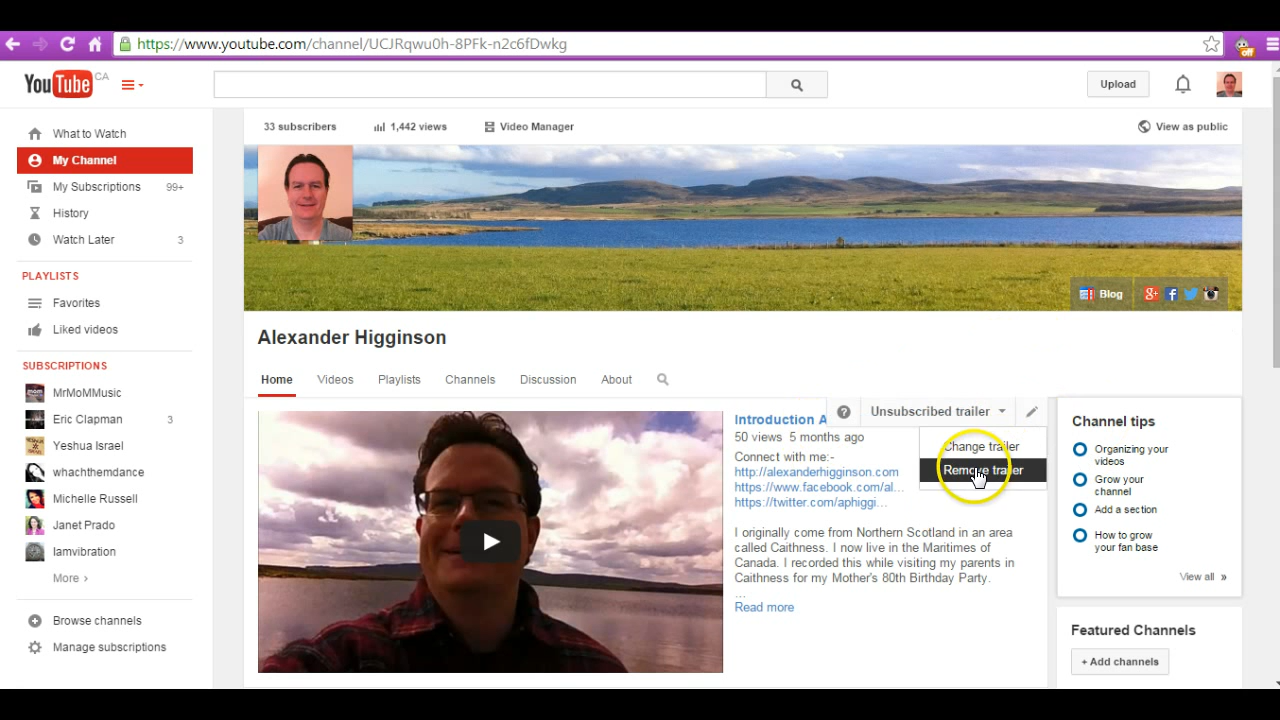 https://www.youtube.com/channel/UCJRqwu0h-8PFk-n2c6fDwkg
off
YouTube CA
Upload
What to Watch
My Channel
My Subscriptions 99+
History
Watch Later 3
PLAYLISTS
Favorites
Liked videos
SUBSCRIPTIONS
MrMoMMusic
Eric Clapman 3
Yeshua Israel
whachthemdance
Michelle Russell
Janet Prado
Iamvibration
More ›
Browse channels
Manage subscriptions
33 subscribers 1,442 views Video Manager View as public
Blog
Alexander Higginson
Home Videos Playlists Channels Discussion About
Introduction A
50 views 5 months ago
Connect with me:-
http://alexanderhigginson.com
https://www.facebook.com/al...
https://twitter.com/aphiggi...
I originally come from Northern Scotland in an area
called Caithness. I now live in the Maritimes of
Canada. I recorded this while visiting my parents in
Caithness for my Mother's 80th Birthday Party.
...
Read more
? Unsubscribed trailer
Change trailer
Remove trailer
Channel tips
Organizing your
videos
Grow your
channel
Add a section
How to grow
your fan base
View all »
Featured Channels
+ Add channels